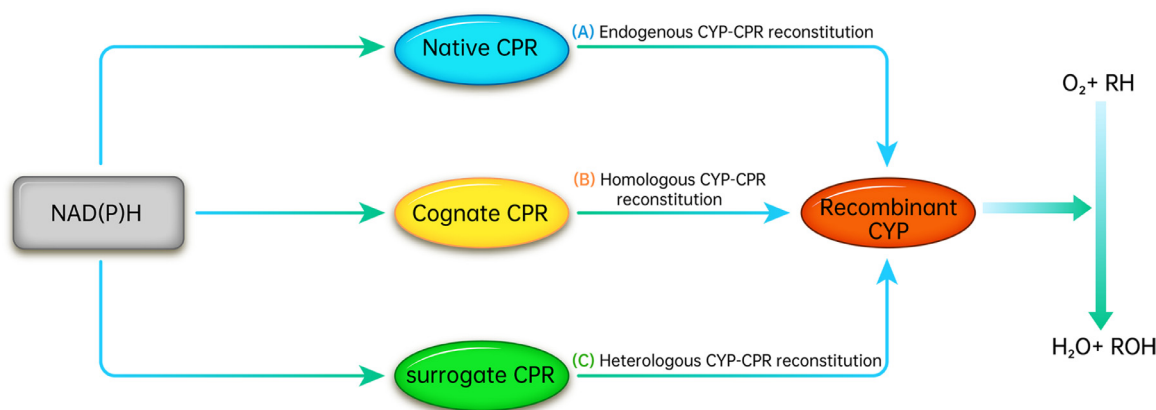 Native CPR
(A) Endogenous CYP-CPR reconstitution
O₂+ RH
NAD(P)H
Cognate CPR
(B) Homologous CYP-CPR
reconstitution
Recombinant
CYP
surrogate CPR
(C) Heterologous CYP-CPR reconstitution
H₂O+ ROH